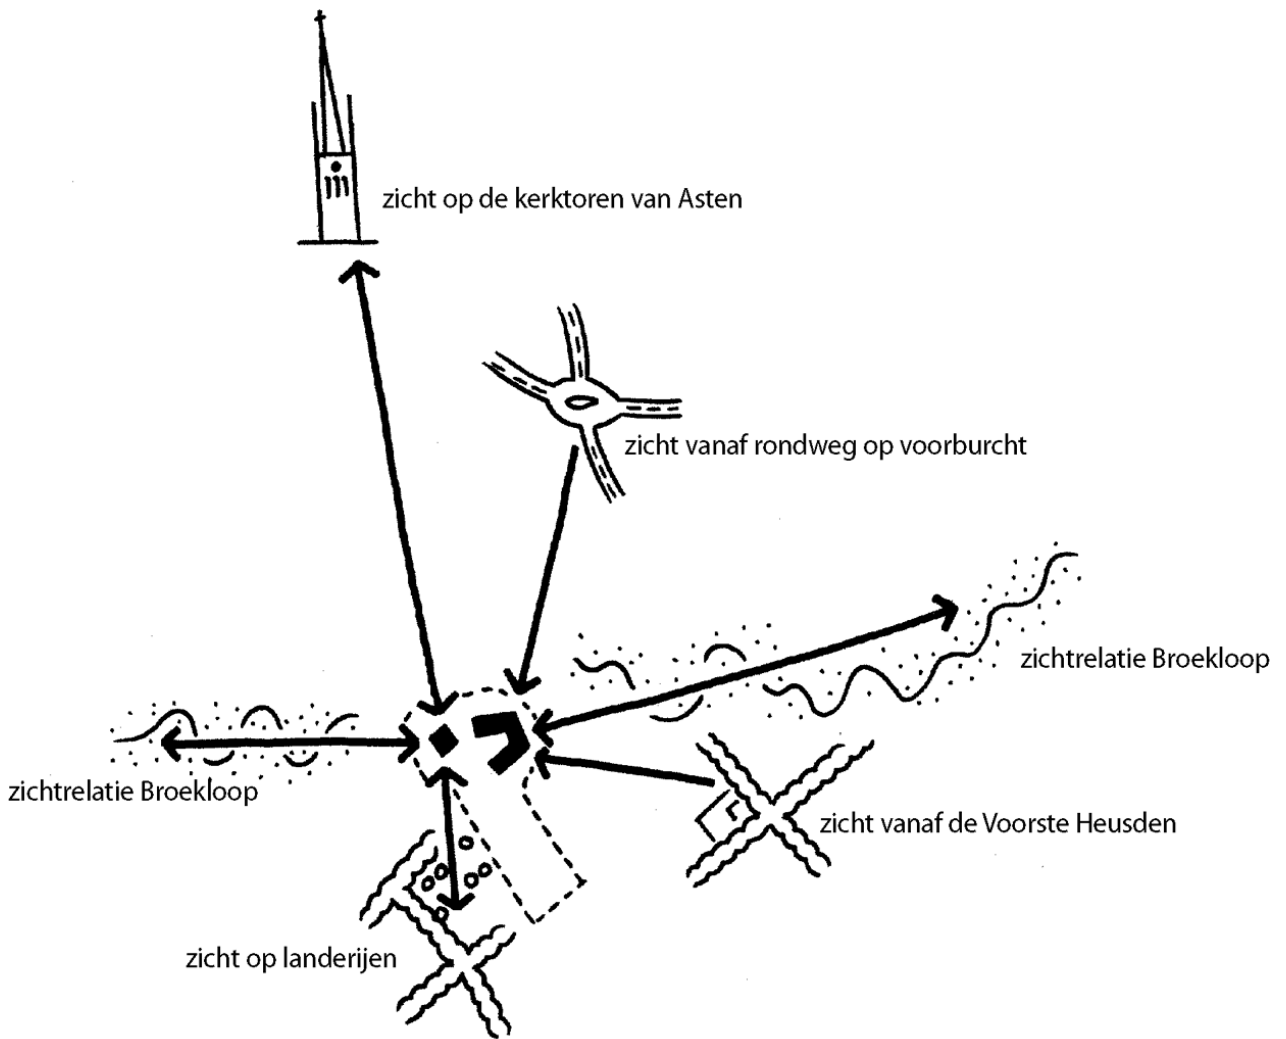 zicht op de kerktoren van Asten
zicht vanaf rondweg op voorburcht
zichtrelatie Broekloop
zichtrelatie Broekloop
zicht vanaf de Voorste Heusden
zicht op landerijen